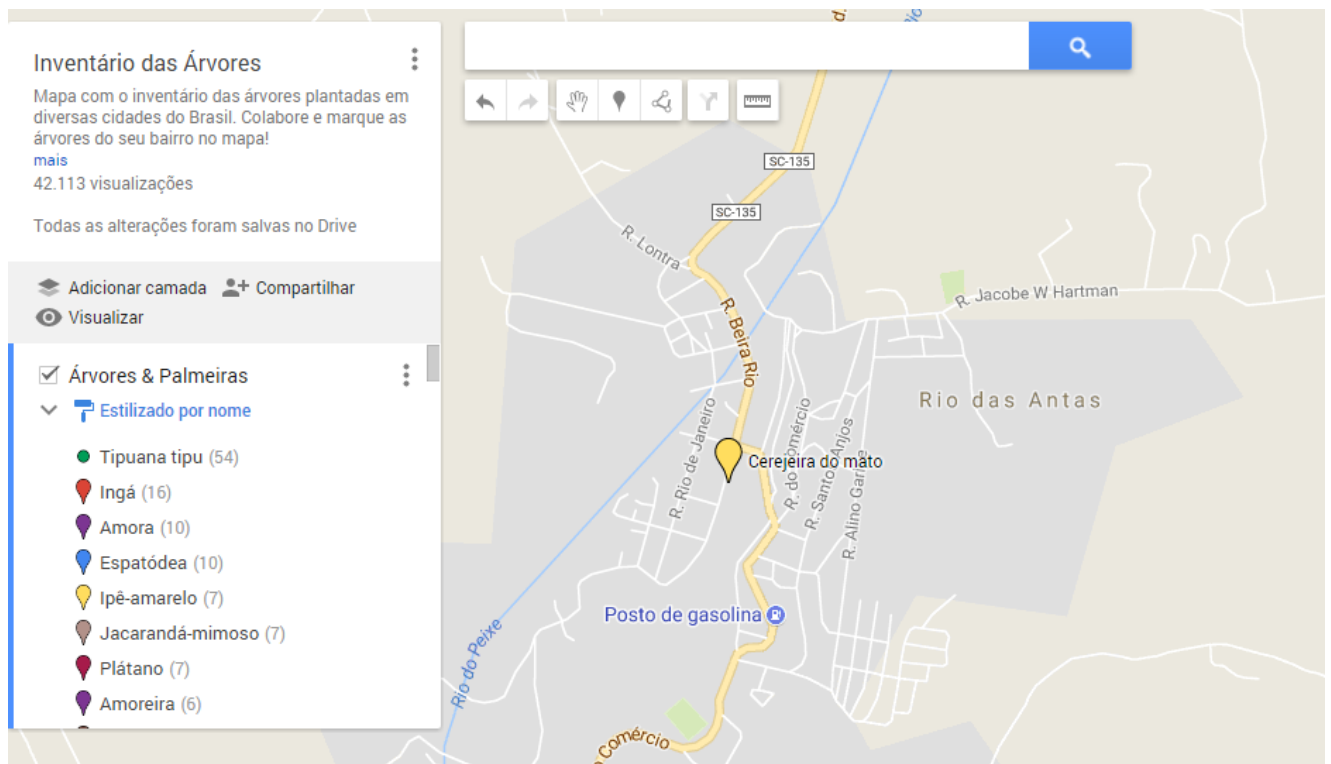 Inventário das Árvores
Mapa com o inventário das árvores plantadas em
diversas cidades do Brasil. Colabore e marque as
árvores do seu bairro no mapa!
mais
42.113 visualizações
Todas as alterações foram salvas no Drive
Adicionar camada Compartilhar
Visualizar
Árvores & Palmeiras
Estilizado por nome
Tipuana tipu (54)
Ingá (16)
Amora (10)
Espatódea (10)
Ipê-amarelo (7)
Jacarandá-mimoso (7)
Plátano (7)
Amoreira (6)
SC-135
SC-135
R. Lontra
R. Jacobe W Hartman
R. Beira Rio
Rio das Antas
R. Rio de Janeiro
Cerejeira do mato
R. do Comércio
R. Santos Anjos
R. Alino Garipe
Posto de gasolina
Rio do Peixe
Comércio